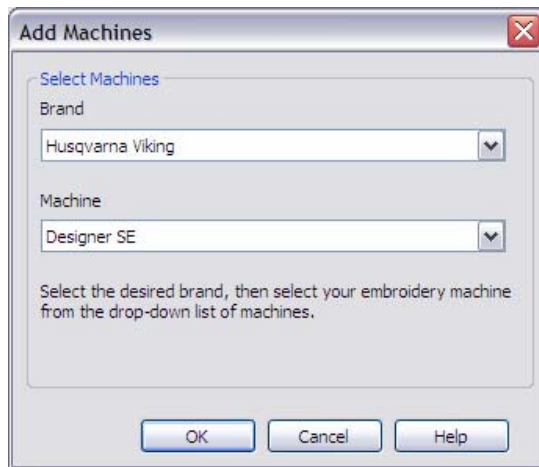 Add Machines
Select Machines
Brand
Husqvarna Viking
Machine
Designer SE
Select the desired brand, then select your embroidery machine
from the drop-down list of machines.
OK Cancel Help